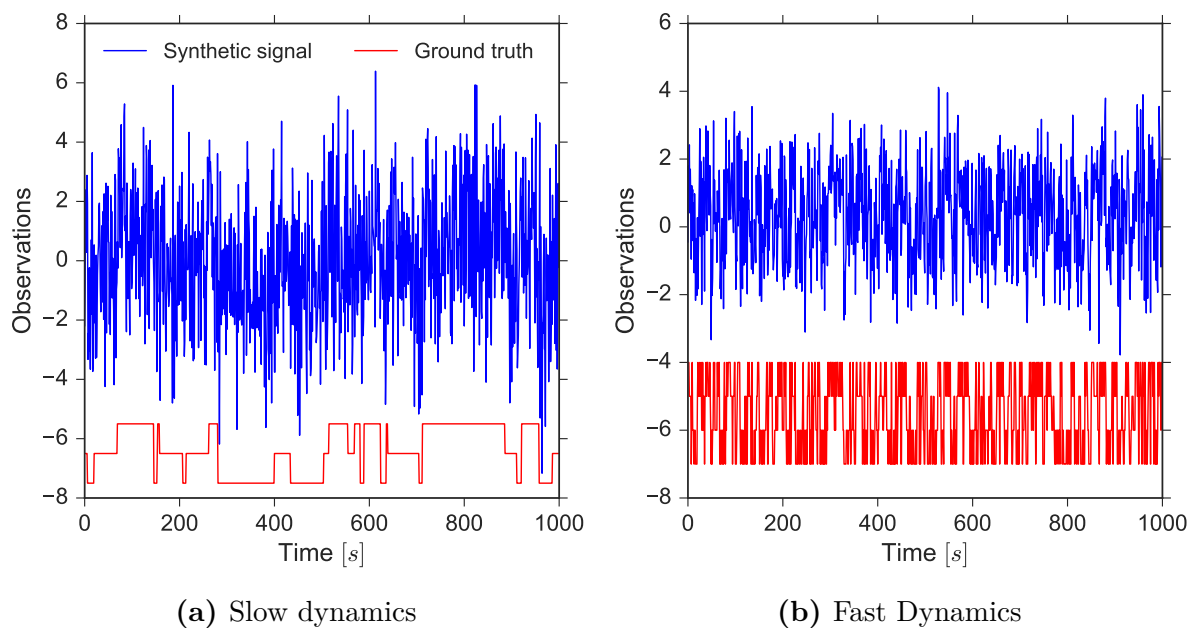 8
6
4
2
0
−2
−4
−6
−8
Observations
Synthetic signal
Ground truth
0 200 400 600 800 1000
Time [s]
(a) Slow dynamics
6
4
2
0
−2
−4
−6
−8
Observations
0 200 400 600 800 1000
Time [s]
(b) Fast Dynamics